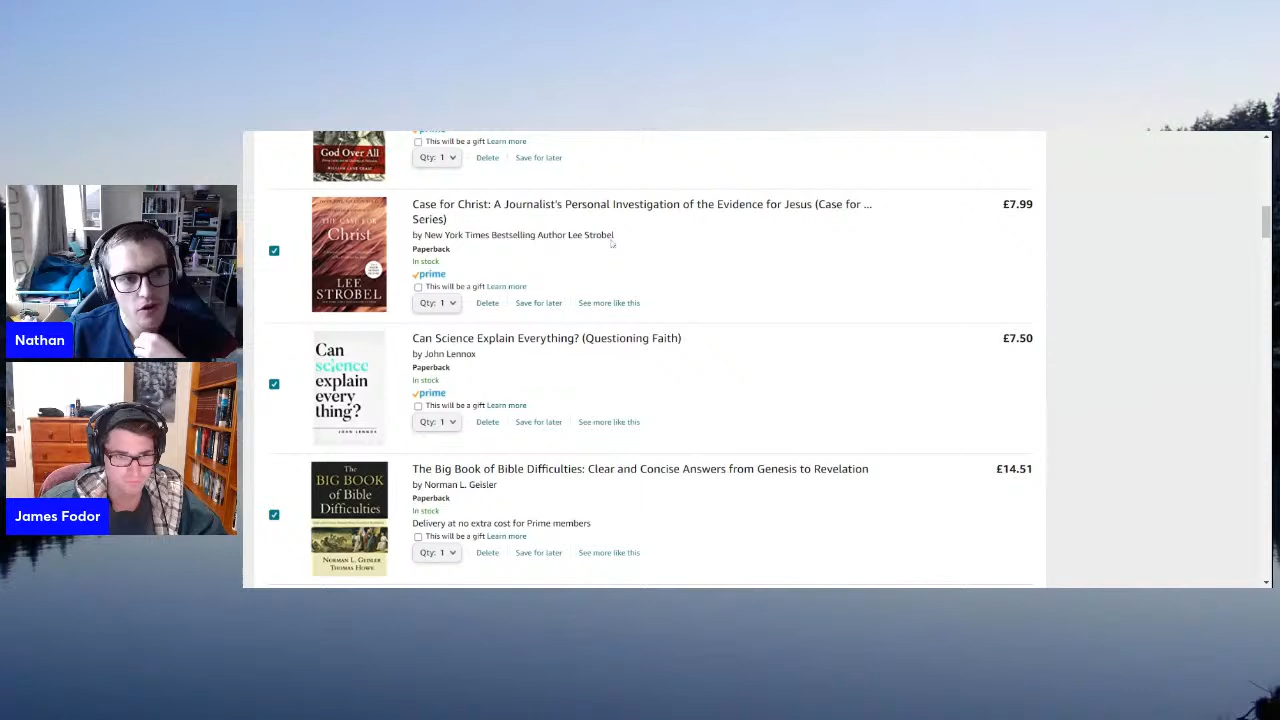 prime
This will be a gift Learn more
Qty: 1 Delete Save for later
God Over All
WILLIAM LANE CRAIG
Case for Christ: A Journalist's Personal Investigation of the Evidence for Jesus (Case for ... £7.99
Series)
by New York Times Bestselling Author Lee Strobel
Paperback
In stock
prime
This will be a gift Learn more
Qty: 1 Delete Save for later See more like this
THE CASE FOR
Christ
LEE
STROBEL
Can Science Explain Everything? (Questioning Faith) £7.50
by John Lennox
Paperback
In stock
prime
This will be a gift Learn more
Qty: 1 Delete Save for later See more like this
Can
science
explain
every
thing?
JOHN LENNOX
The Big Book of Bible Difficulties: Clear and Concise Answers from Genesis to Revelation £14.51
by Norman L. Geisler
Paperback
In stock
Delivery at no extra cost for Prime members
This will be a gift Learn more
Qty: 1 Delete Save for later See more like this
The
BIG BOOK
of Bible
Difficulties
NORMAN L. GEISLER
THOMAS HOWE
Nathan
James Fodor